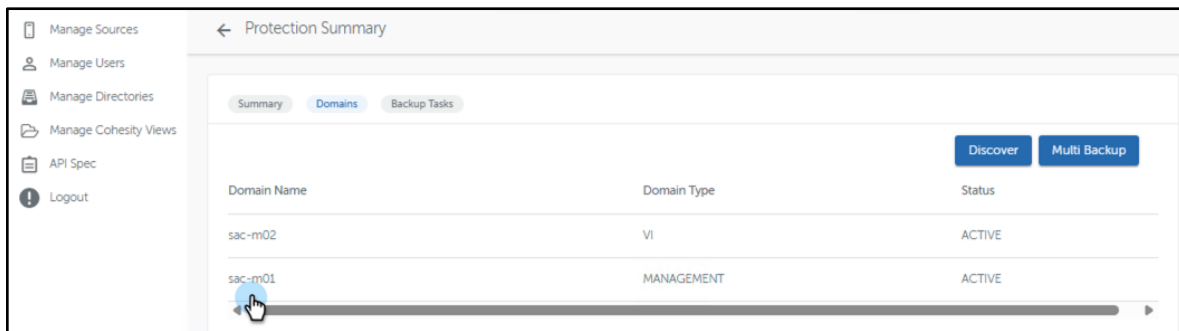 Manage Sources
Manage Users
Manage Directories
Manage Cohesity Views
API Spec
Logout
Protection Summary
Summary Domains Backup Tasks
Discover Multi Backup
Domain Name Domain Type Status
sac-m02 VI ACTIVE
sac-m01 MANAGEMENT ACTIVE